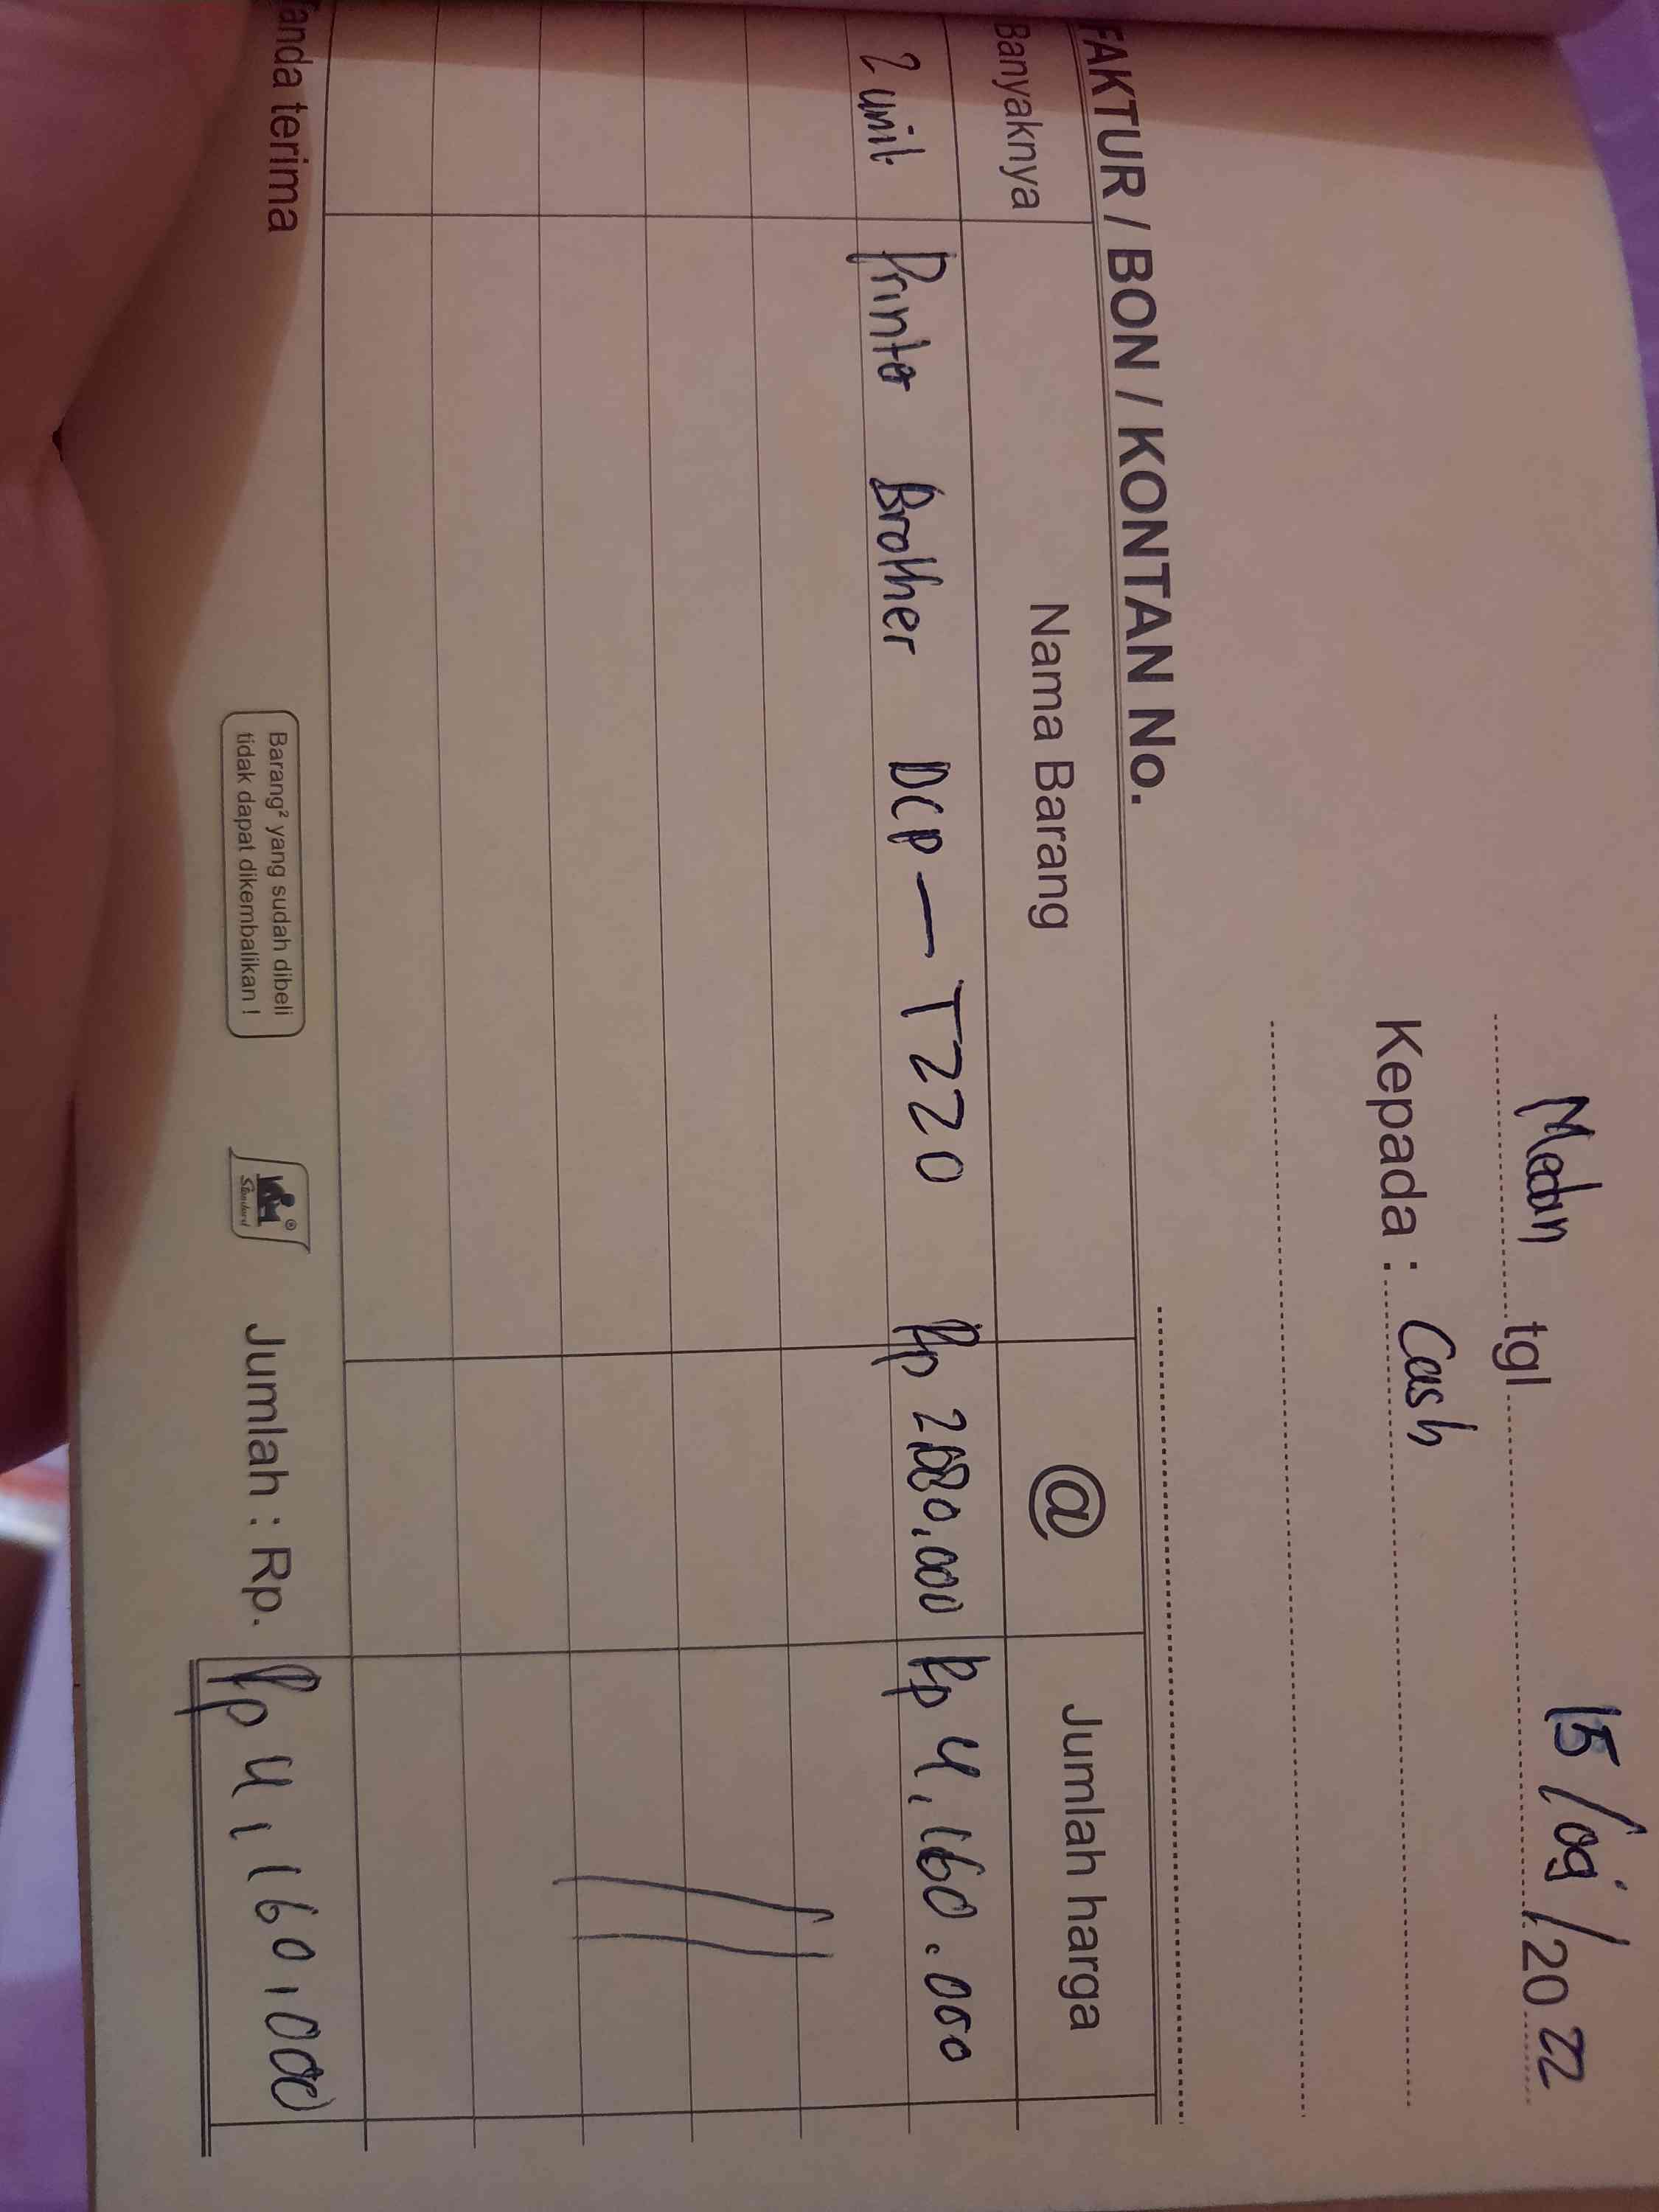 Medan tgl 15/09/2022
Kepada : Cash
FAKTUR / BON / KONTAN No.
Banyaknya Nama Barang @ Jumlah harga
2 unit Printer Brother DCP-T220 Rp 2080.000 Rp 4.160.000
anda terima
Barang² yang sudah dibeli
tidak dapat dikembalikan !
Standard
Jumlah : Rp. Rp 4.160.000